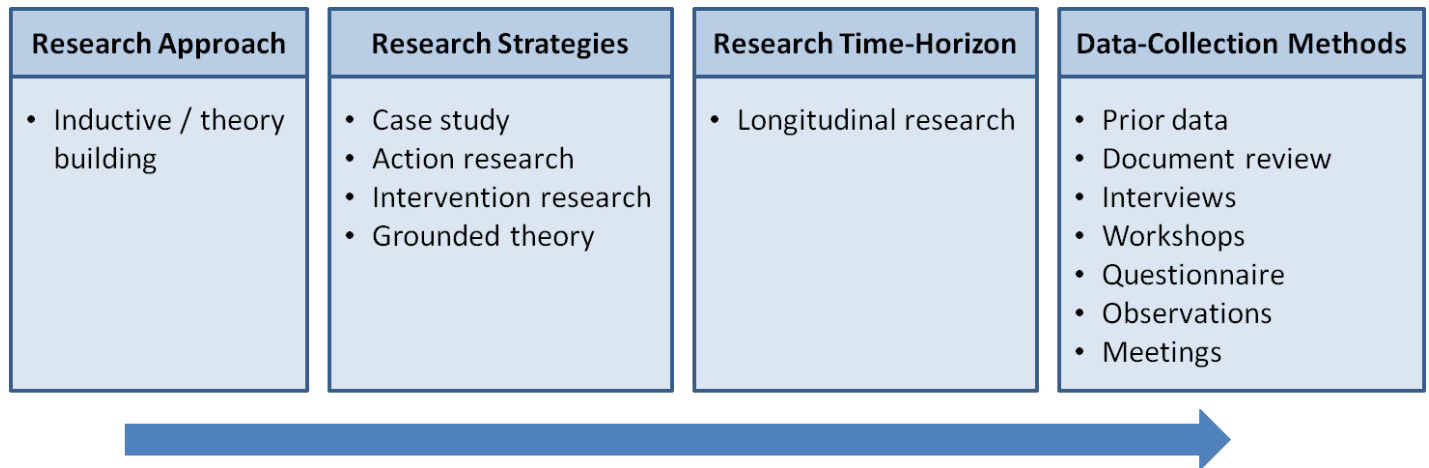 Research Approach
• Inductive / theory
building
Research Strategies
• Case study
• Action research
• Intervention research
• Grounded theory
Research Time-Horizon
• Longitudinal research
Data-Collection Methods
• Prior data
• Document review
• Interviews
• Workshops
• Questionnaire
• Observations
• Meetings